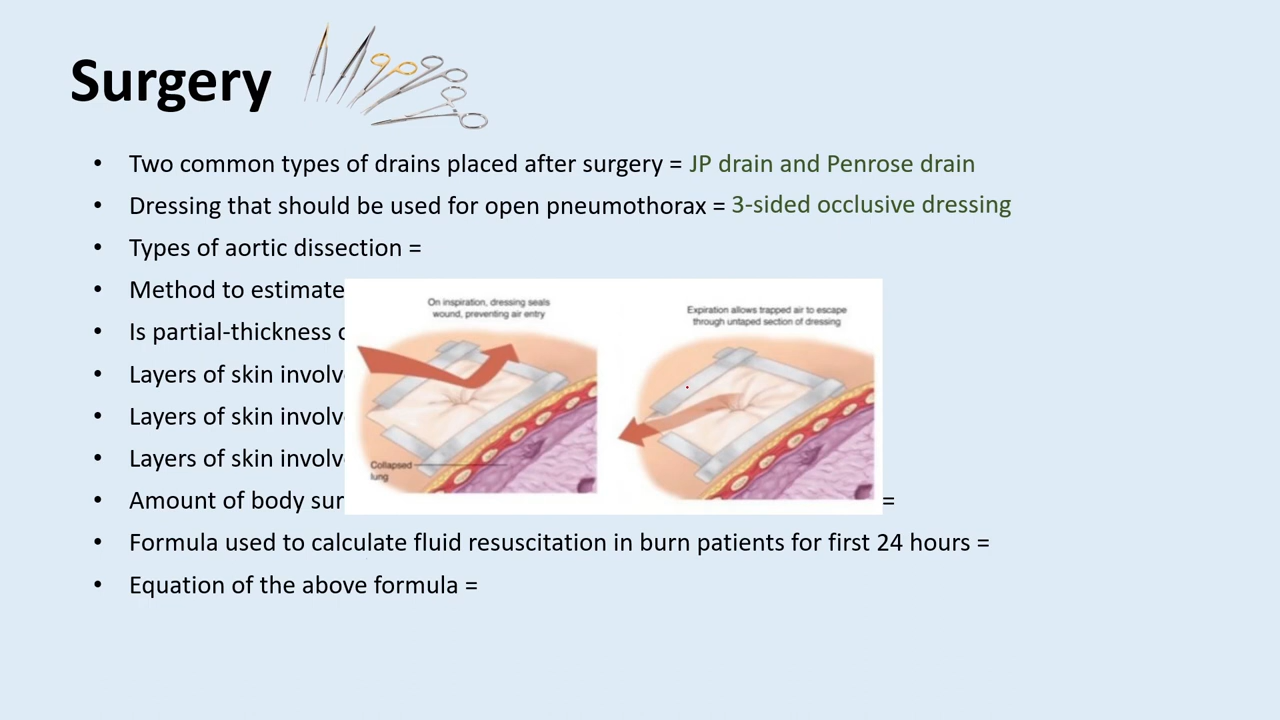 Surgery
• Two common types of drains placed after surgery = JP drain and Penrose drain
• Dressing that should be used for open pneumothorax = 3-sided occlusive dressing
• Types of aortic dissection =
• Method to estimate
• Is partial-thickness
• Layers of skin
• Layers of skin
• Layers of skin
• Amount of body =
• Formula used to calculate fluid resuscitation in burn patients for first 24 hours =
• Equation of the above formula =
On inspiration, dressing seals
wound, preventing air entry
Collapsed
lung
Expiration allows trapped air to escape
through untaped section of dressing